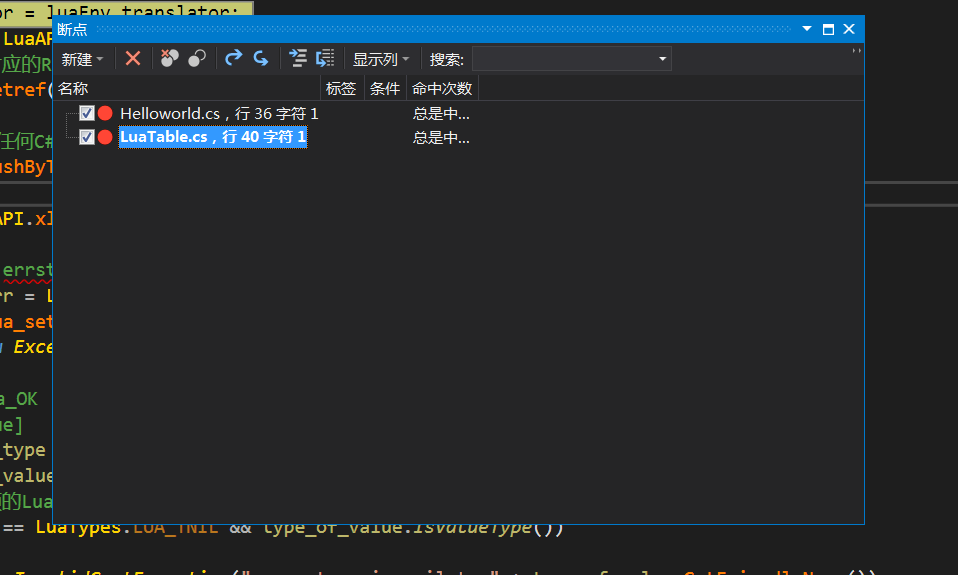 or = luaEnv.translator;
断点
LuaAP
新建 显示列 搜索:
应的R
名称 标签 条件 命中次数
etref(
Helloworld.cs，行 36 字符 1 总是中...
任何C#
LuaTable.cs，行 40 字符 1 总是中...
ushByT
API.xl
errst
rr = L
ua_set
Exce
a_OK
ue]
_type
_value
的Lua
== LuaTypes.LUA_TNIL && type_of_value.IsValueType())